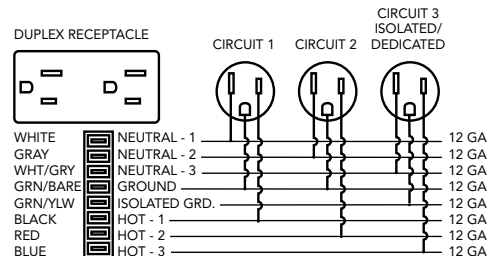 DUPLEX RECEPTACLE
CIRCUIT 1
CIRCUIT 2
CIRCUIT 3
ISOLATED/
DEDICATED
WHITE NEUTRAL - 1 12 GA
GRAY NEUTRAL - 2 12 GA
WHT/GRY NEUTRAL - 3 12 GA
GRN/BARE GROUND 12 GA
GRN/YLW ISOLATED GRD. 12 GA
BLACK HOT - 1 12 GA
RED HOT - 2 12 GA
BLUE HOT - 3 12 GA